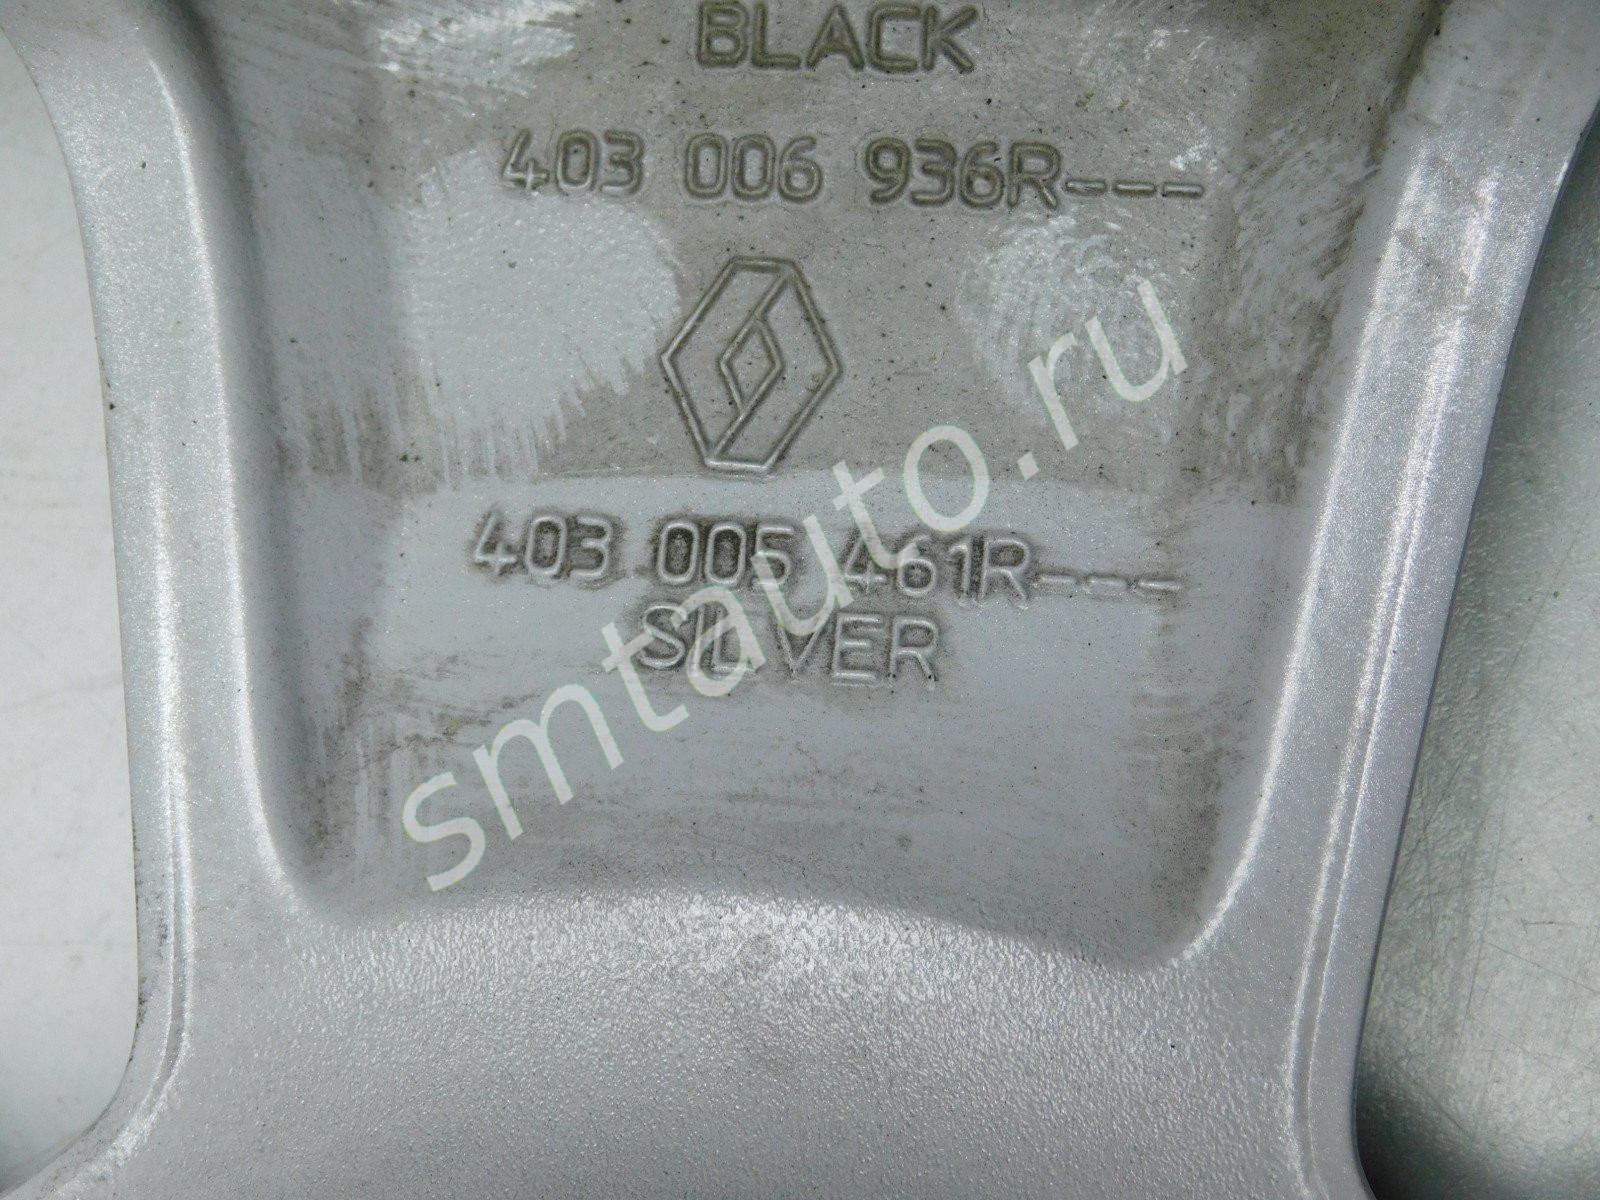 BLACK
403 006 936R---
403 005 461R---
SILVER
smtauto.ru